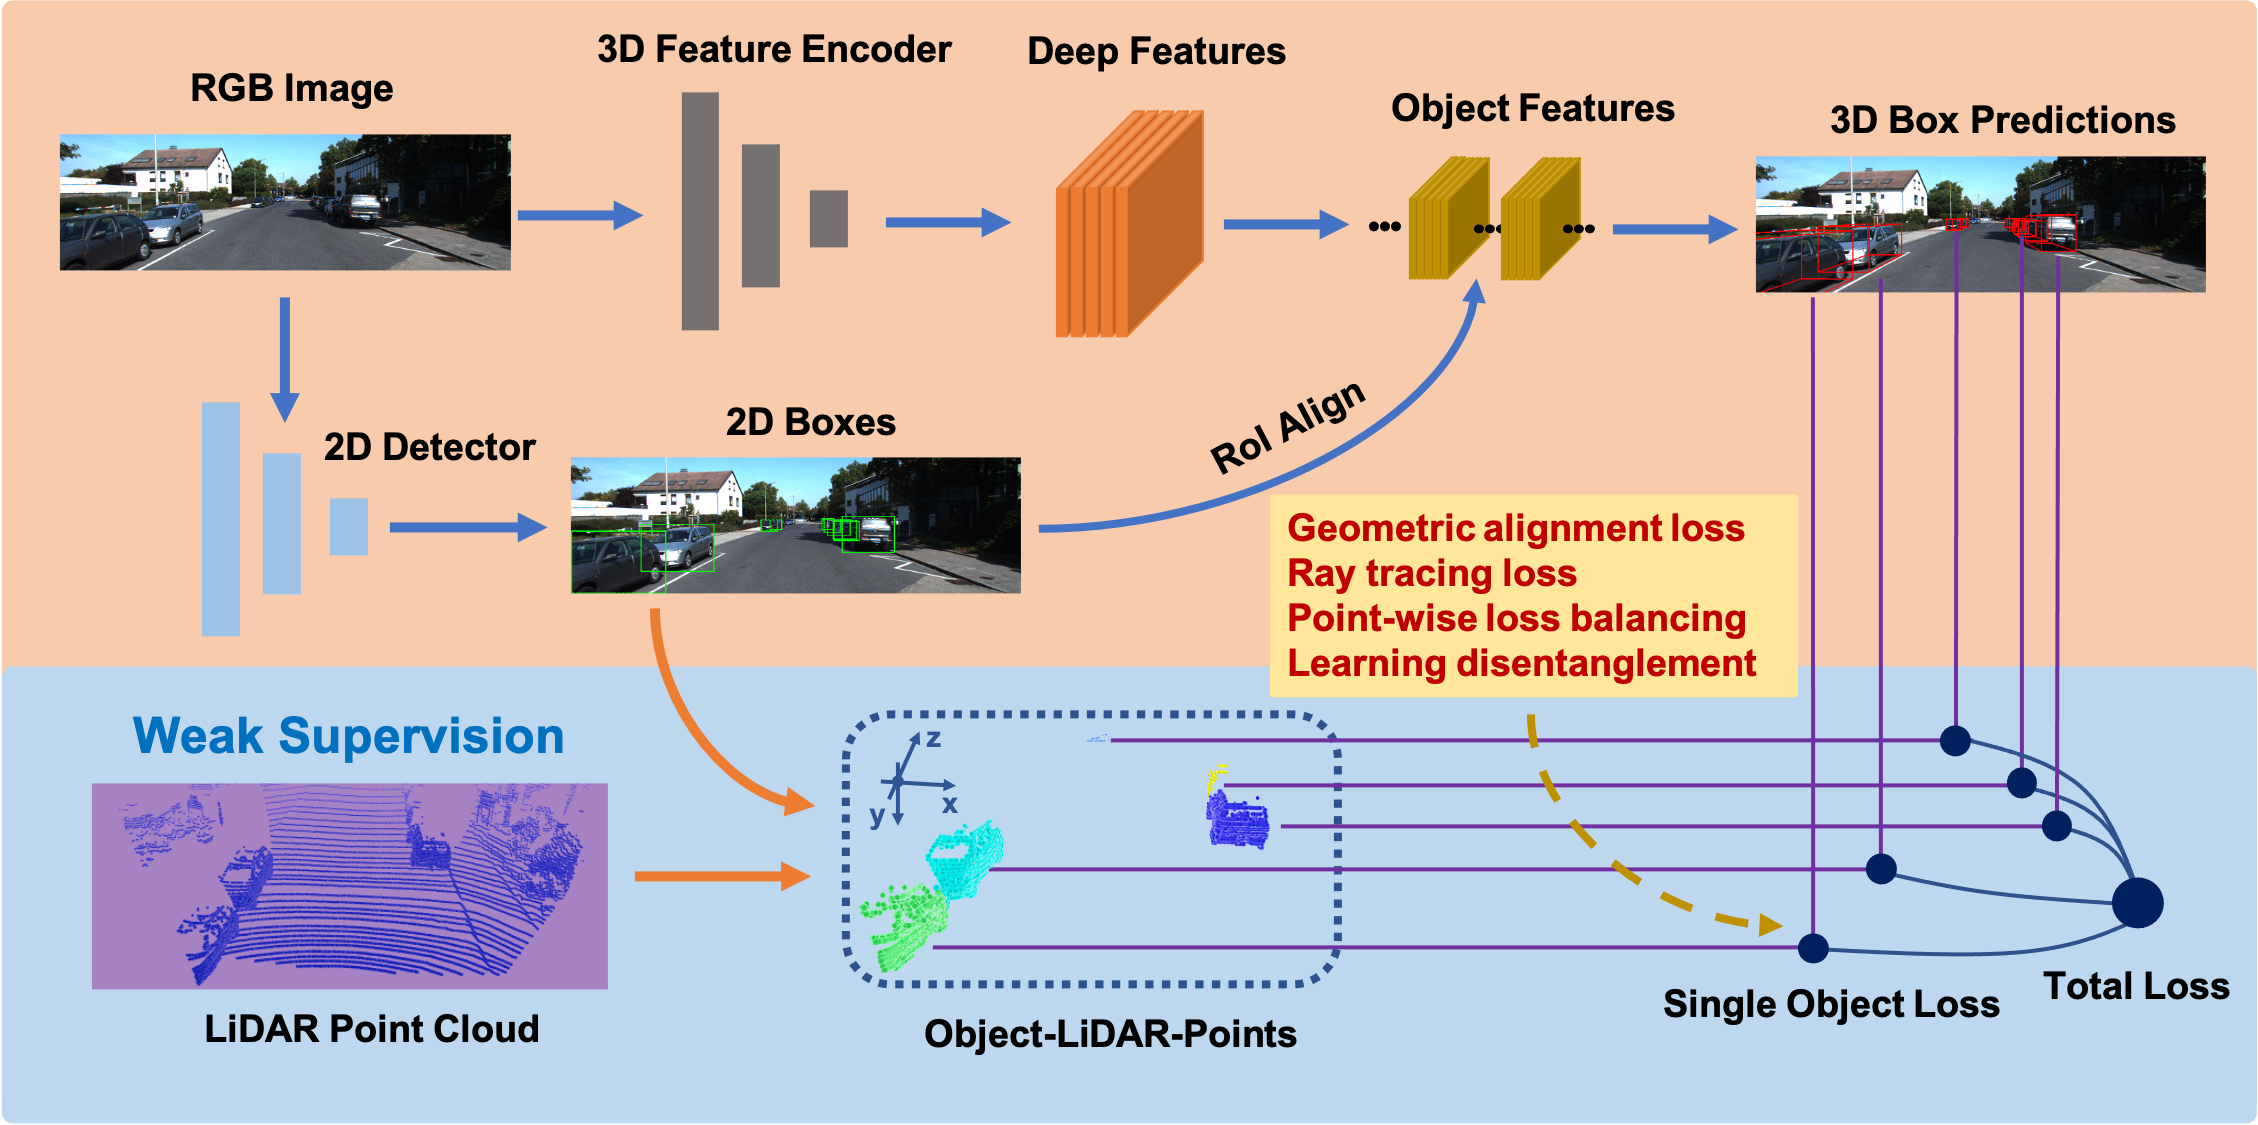 3D Feature Encoder
Deep Features
RGB Image
Object Features
3D Box Predictions
2D Detector
2D Boxes
RoI Align
Geometric alignment loss
Ray tracing loss
Point-wise loss balancing
Learning disentanglement
Weak Supervision
z
x
y
LiDAR Point Cloud
Object-LiDAR-Points
Single Object Loss
Total Loss